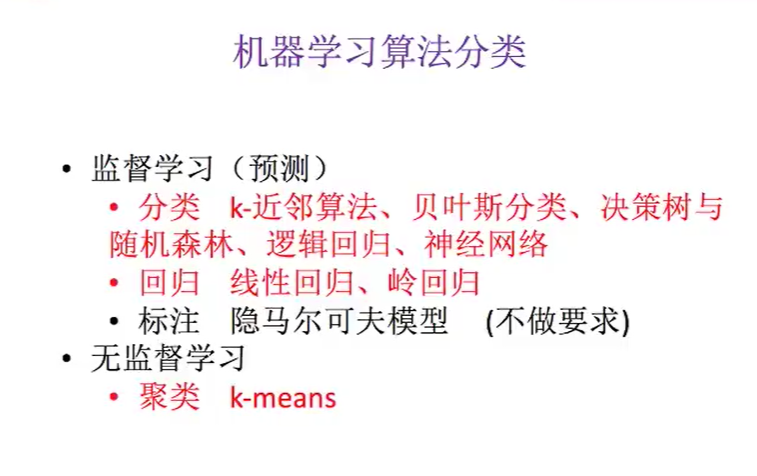 机器学习算法分类
• 监督学习（预测）
• 分类 k-近邻算法、贝叶斯分类、决策树与
随机森林、逻辑回归、神经网络
• 回归 线性回归、岭回归
• 标注 隐马尔可夫模型 (不做要求)
• 无监督学习
• 聚类 k-means